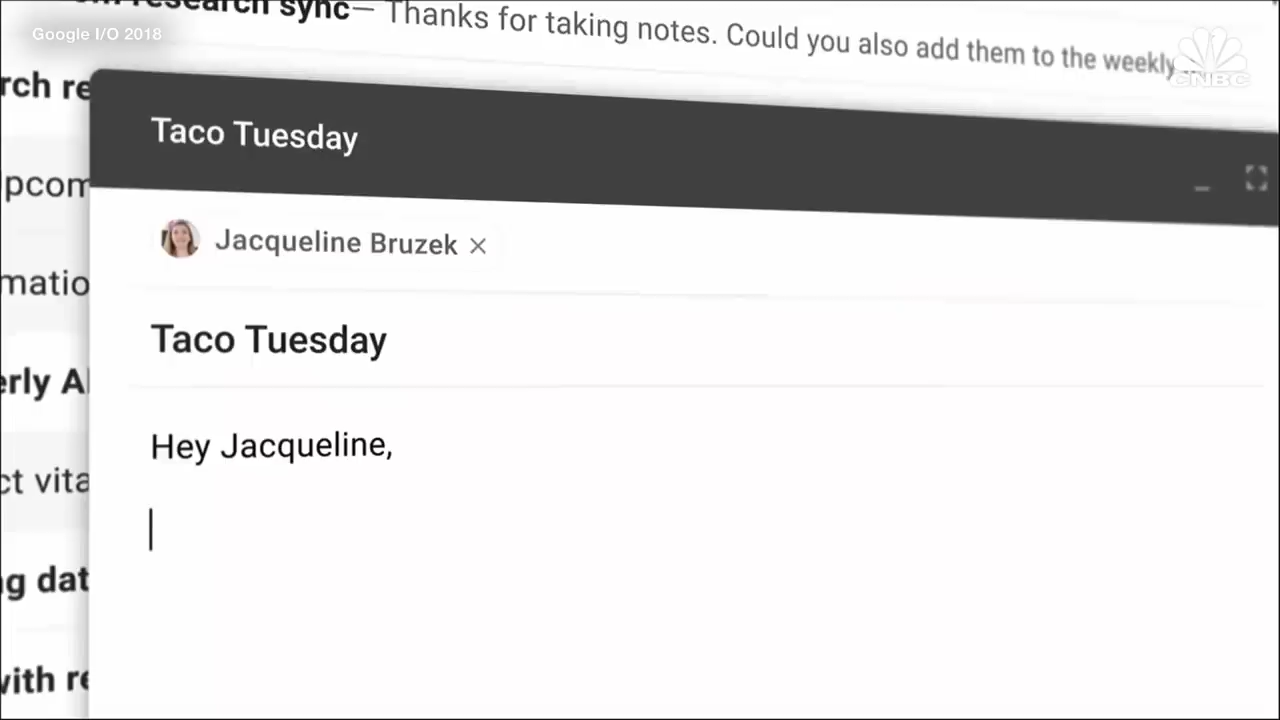 research sync— Thanks for taking notes. Could you also add them to the weekly
Google I/O 2018
CNBC
rch re
Taco Tuesday
pcom
Jacqueline Bruzek ×
matio
Taco Tuesday
erly A
Hey Jacqueline,
ct vita
g dat
with re